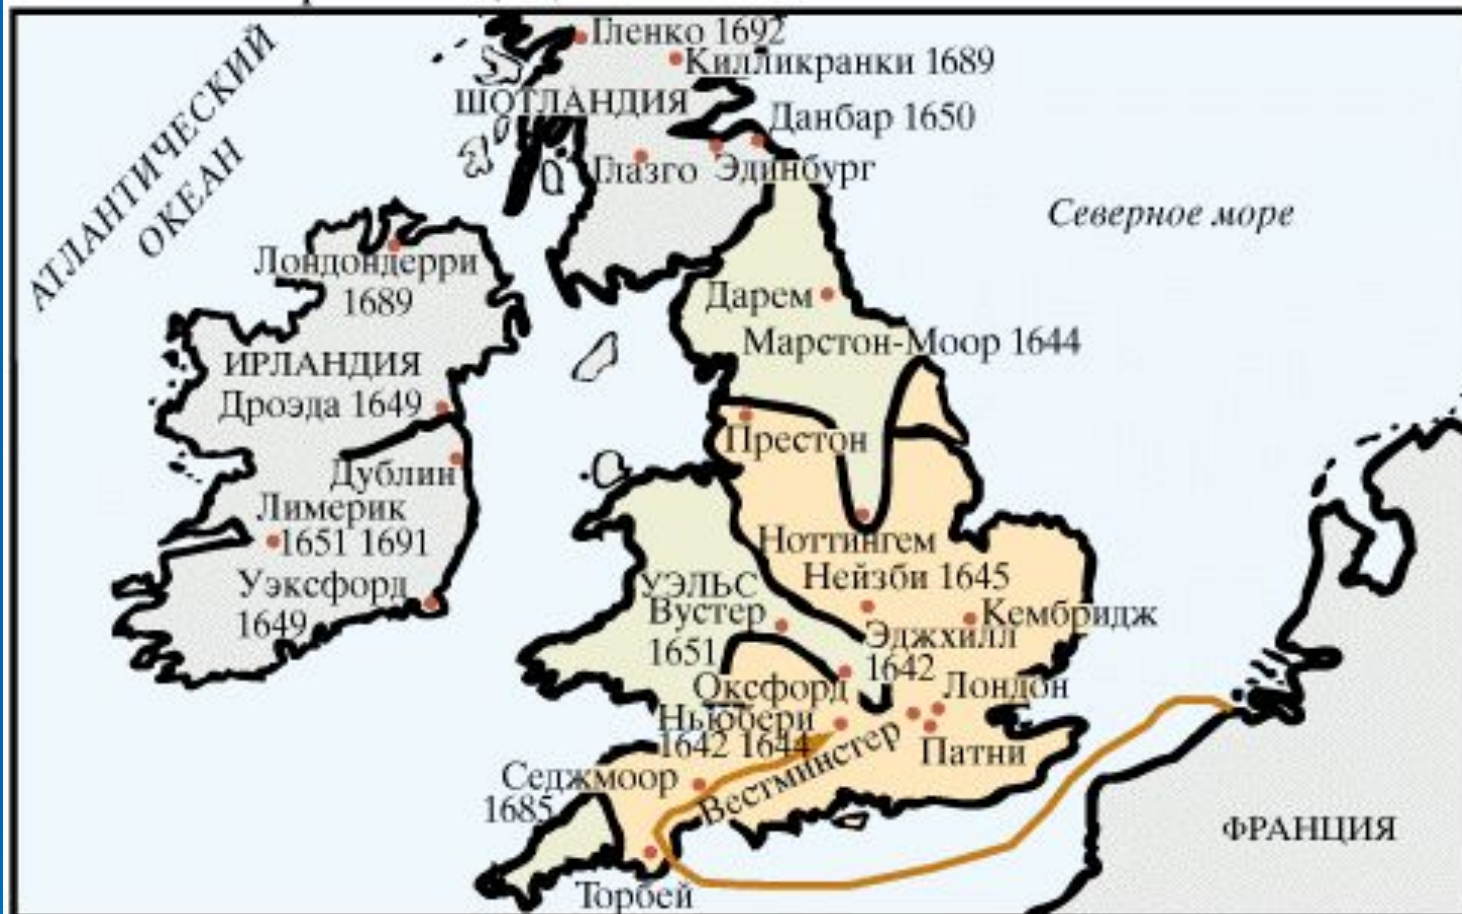 Гленко 1692
Килликранки 1689
АТЛАНТИЧЕСКИЙ
ОКЕАН
ШОТЛАНДИЯ
Данбар 1650
Глазго
Эдинбург
Северное море
Лондондерри
1689
Дарем
Марстон-Моор 1644
ИРЛАНДИЯ
Дроэда 1649
Престон
Дублин
Лимерик
1651 1691
Ноттингем
Нейзби 1645
УЭЛЬС
Уэксфорд
1649
Вустер
1651
Кембридж
Эджхилл
1642
Оксфорд
Лондон
Ньюбери
1642 1644
Вестминстер
Патни
Седжмоор
1685
ФРАНЦИЯ
Торбей